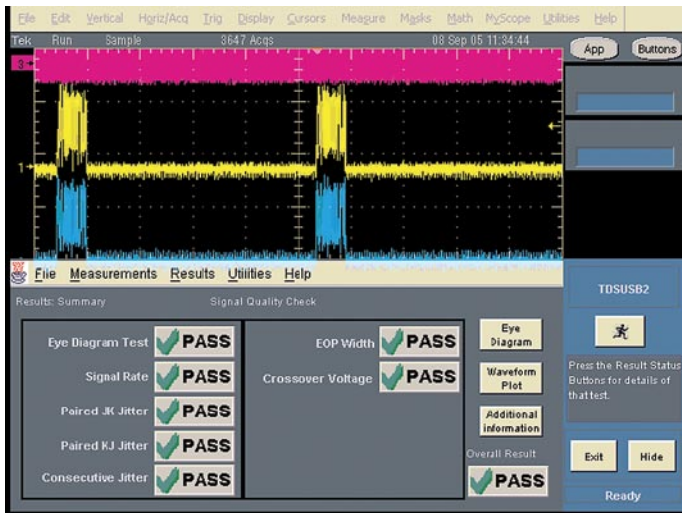 File Edit Vertical Horiz/Acq Trig Display Cursors Measure Masks Math MyScope Utilities Help
Tek Run Sample 3647 Acqs 08 Sep 05 11:34:44
App Buttons
3
1
File Measurements Results Utilities Help
TDSUSB2
Results: Summary Signal Quality Check
Eye Diagram Test PASS
Signal Rate PASS
Paired JK Jitter PASS
Paired KJ Jitter PASS
Consecutive Jitter PASS
EOP Width PASS
Crossover Voltage PASS
Eye
Diagram
Waveform
Plot
Additional
information
Overall Result
PASS
Press the Result Status
Buttons for details of
that test.
Exit Hide
Ready